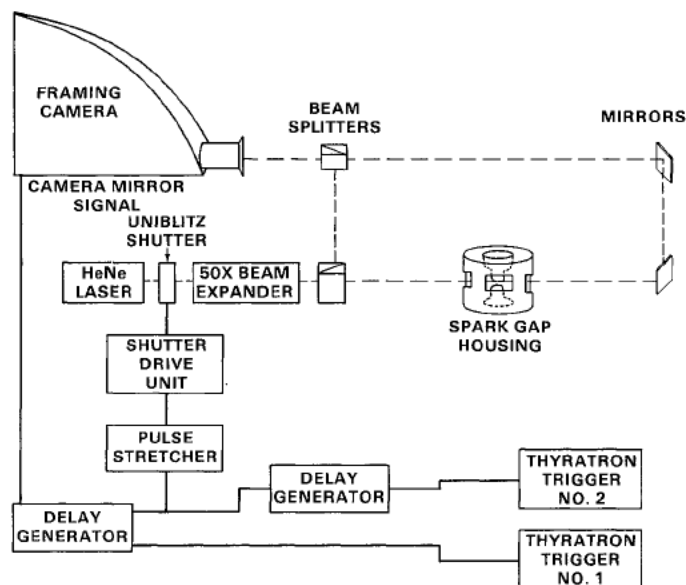 FRAMING
CAMERA
BEAM
SPLITTERS
MIRRORS
CAMERA MIRROR
SIGNAL
UNIBLITZ
SHUTTER
HeNe
LASER
50X BEAM
EXPANDER
SPARK GAP
HOUSING
SHUTTER
DRIVE
UNIT
PULSE
STRETCHER
DELAY
GENERATOR
THYRATRON
TRIGGER
NO. 2
DELAY
GENERATOR
THYRATRON
TRIGGER
NO. 1